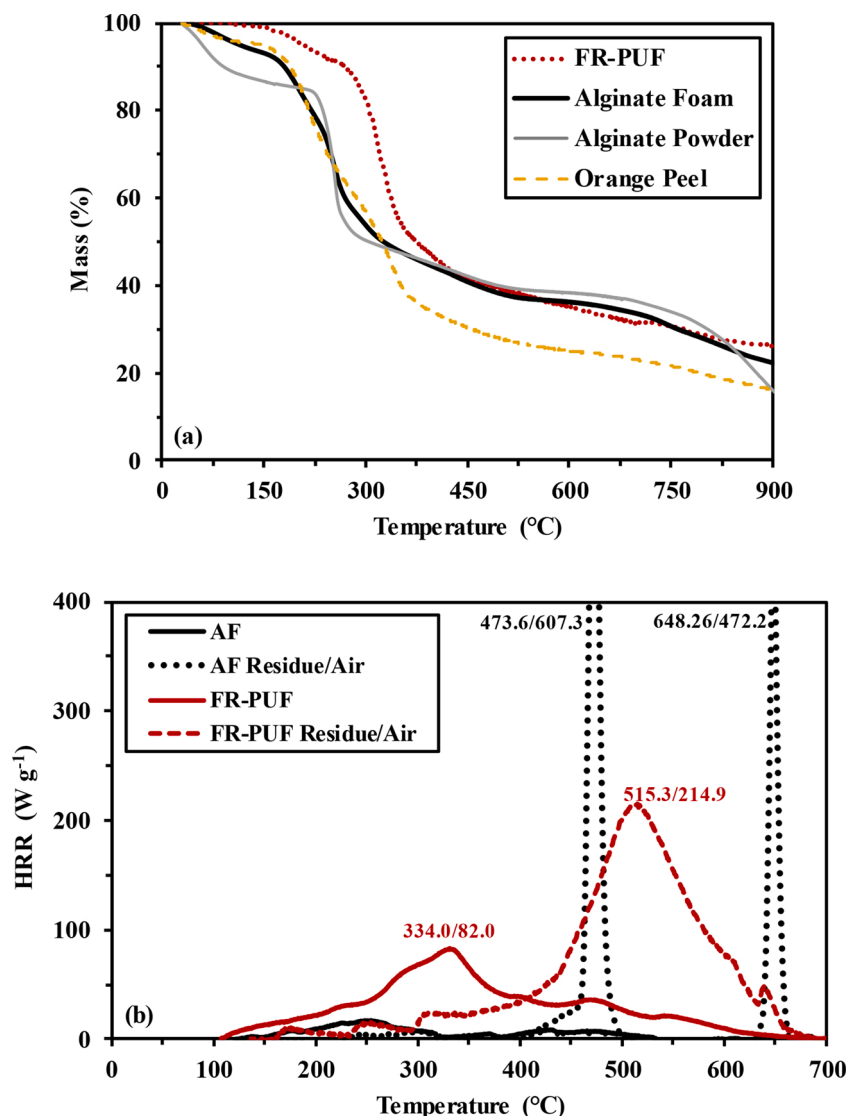 100
80
60
40
20
0
Mass (%)
FR-PUF
Alginate Foam
Alginate Powder
Orange Peel
(a)
0 150 300 450 600 750 900
Temperature (°C)
400
300
200
100
0
HRR (W g-1)
AF
AF Residue/Air
FR-PUF
FR-PUF Residue/Air
473.6/607.3
648.26/472.2
515.3/214.9
334.0/82.0
(b)
0 100 200 300 400 500 600 700
Temperature (°C)